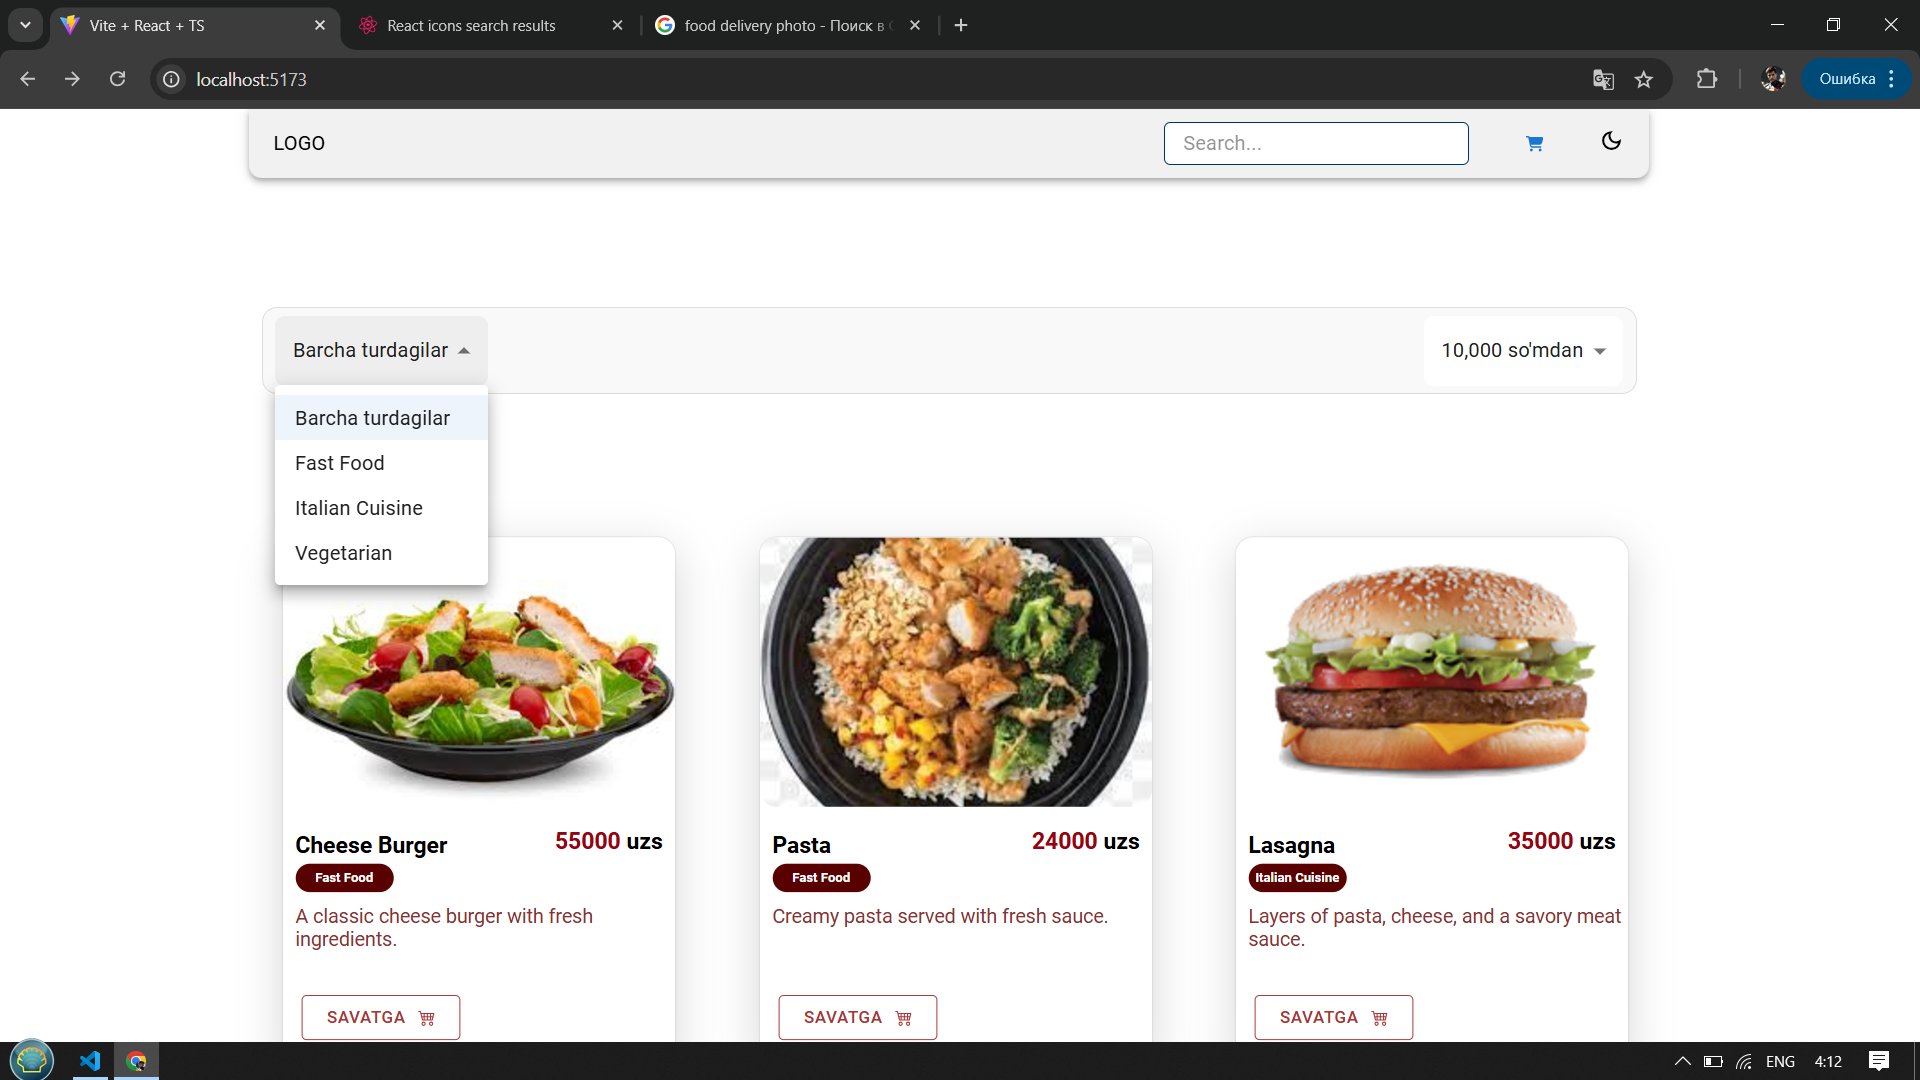 Vite + React + TS
React icons search results
food delivery photo - Поиск в
localhost:5173
Ошибка
LOGO
Search...
Barcha turdagilar
10,000 so'mdan
Barcha turdagilar
Fast Food
Italian Cuisine
Vegetarian
Cheese Burger
55000 uzs
Fast Food
A classic cheese burger with fresh
ingredients.
SAVATGA
Pasta
24000 uzs
Fast Food
Creamy pasta served with fresh sauce.
SAVATGA
Lasagna
35000 uzs
Italian Cuisine
Layers of pasta, cheese, and a savory meat
sauce.
SAVATGA
ENG
4:12